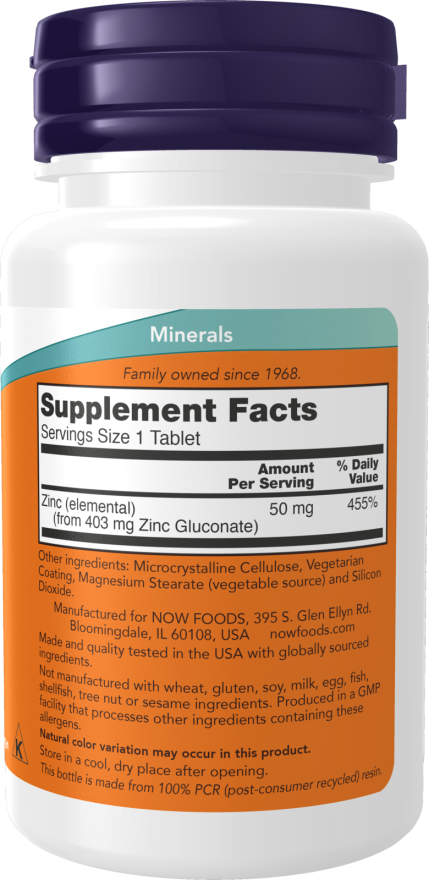 Minerals
Family owned since 1968.
Supplement Facts
Servings Size 1 Tablet
Amount
Per Serving
% Daily
Value
Zinc (elemental) 50 mg 455%
(from 403 mg Zinc Gluconate)
Other ingredients: Microcrystalline Cellulose, Vegetarian
Coating, Magnesium Stearate (vegetable source) and Silicon
Dioxide.
Manufactured for NOW FOODS, 395 S. Glen Ellyn Rd.
Bloomingdale, IL 60108, USA nowfoods.com
Made and quality tested in the USA with globally sourced
ingredients.
Not manufactured with wheat, gluten, soy, milk, egg, fish,
shellfish, tree nut or sesame ingredients. Produced in a GMP
facility that processes other ingredients containing these
allergens.
Natural color variation may occur in this product.
Store in a cool, dry place after opening.
This bottle is made from 100% PCR (post-consumer recycled) resin.
K